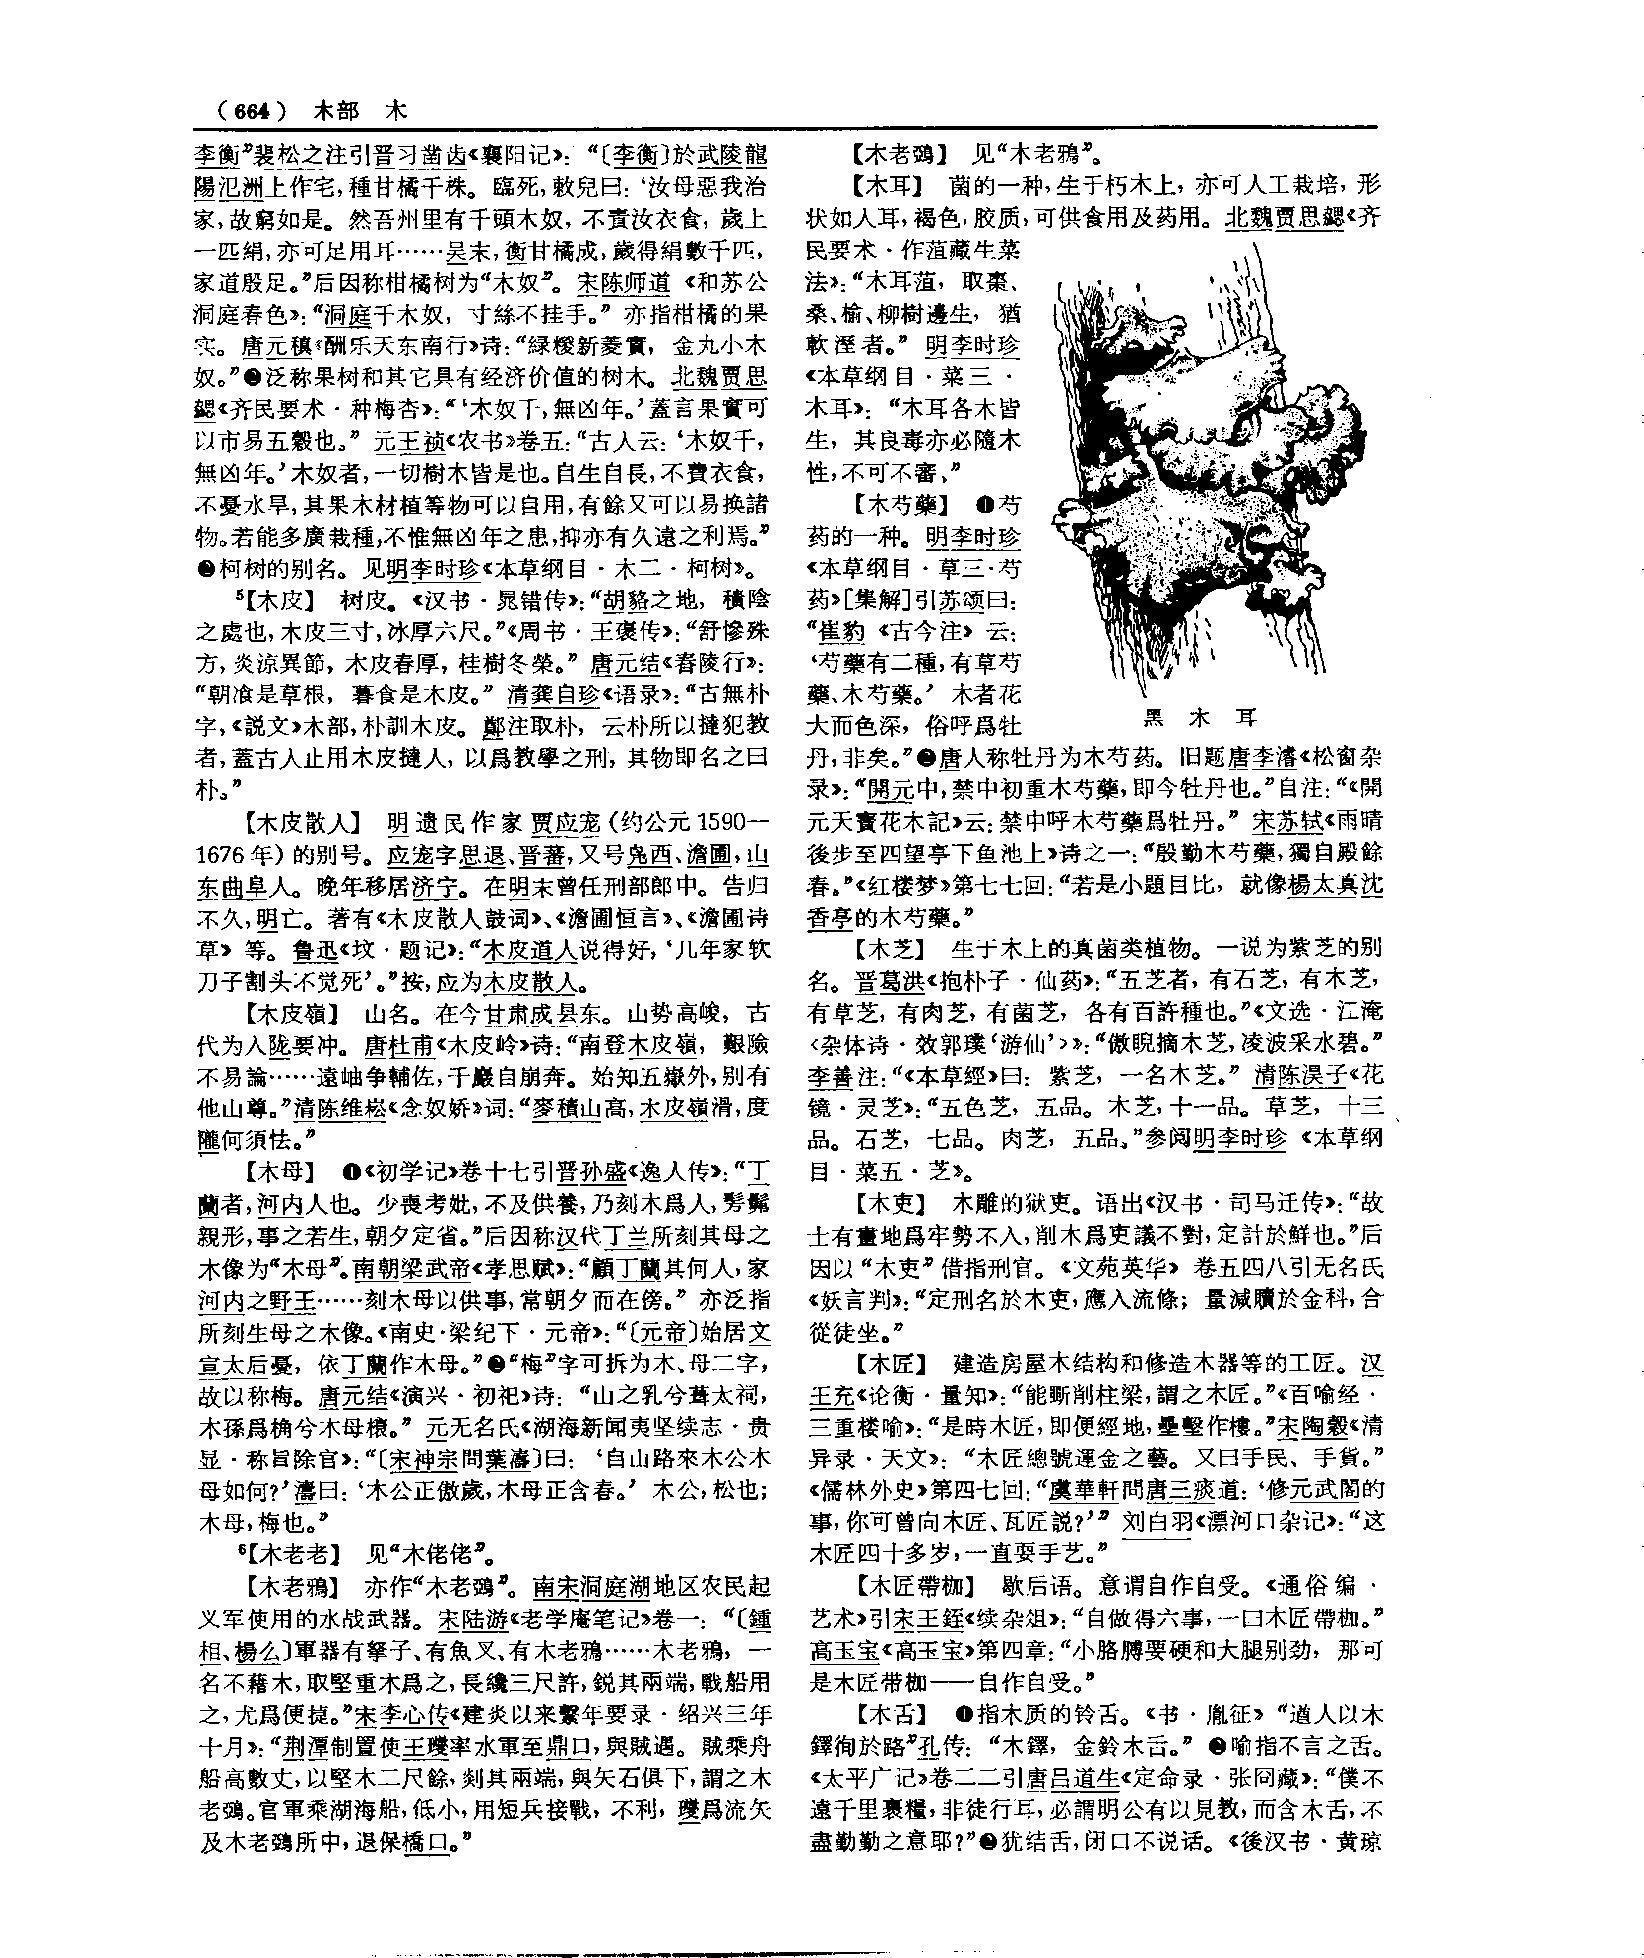 （664） 木部 木
李衡”裴松之注引晋习凿齿《襄阳记》：“〔李衡〕於武陵龍
陽氾洲上作宅，種甘橘千株。臨死，敕兒曰：‘汝母惡我治
家，故窮如是。然吾州里有千頭木奴，不責汝衣食，歲上
一匹絹，亦可足用耳……吴末，衡甘橘成，歲得絹數千匹，
家道殷足。”后因称柑橘树为“木奴”。宋陈师道《和苏公
洞庭春色》：“洞庭千木奴，寸絲不挂手。”亦指柑橘的果
实。唐元稹《酬乐天东南行》诗：“緑糉新菱實，金丸小木
奴。”❷泛称果树和其它具有经济价值的树木。北魏贾思
勰《齐民要术·种梅杏》：“‘木奴千，無凶年。’蓋言果實可
以市易五穀也。”元王祯《农书》卷五：“古人云：‘木奴千，
無凶年。’木奴者，一切樹木皆是也。自生自長，不費衣食，
不憂水旱，其果木材植等物可以自用，有餘又可以易换諸
物。若能多廣栽種，不惟無凶年之患，抑亦有久遠之利焉。”
❸柯树的别名。见明李时珍《本草纲目·木二·柯树》。
⁵【木皮】 树皮。《汉书·晁错传》：“胡貉之地，積陰
之處也，木皮三寸，冰厚六尺。”《周书·王褒传》：“舒慘殊
方，炎涼異節，木皮春厚，桂樹冬榮。”唐元结《舂陵行》：
“朝飡是草根，暮食是木皮。”清龚自珍《语录》：“古無朴
字，《説文》木部，朴訓木皮。鄭注取朴，云朴所以撻犯教
者，蓋古人止用木皮撻人，以爲教學之刑，其物即名之曰
朴。”
【木皮散人】 明遗民作家贾应宠（约公元1590—
1676年）的别号。应宠字思退、晋蕃，又号凫西、澹圃，山
东曲阜人。晚年移居济宁。在明末曾任刑部郎中。告归
不久，明亡。著有《木皮散人鼓词》、《澹圃恒言》、《澹圃诗
草》等。鲁迅《坟·题记》：“木皮道人说得好，‘几年家软
刀子割头不觉死’。”按，应为木皮散人。
【木皮嶺】 山名。在今甘肃成县东。山势高峻，古
代为入陇要冲。唐杜甫《木皮岭》诗：“南登木皮嶺，艱險
不易論……遠岫争輔佐，千巖自崩奔。始知五嶽外，别有
他山尊。”清陈维崧《念奴娇》词：“麥積山高，木皮嶺滑，度
隴何須怯。”
【木母】 ❶《初学记》卷十七引晋孙盛《逸人传》：“丁
蘭者，河内人也。少喪考妣，不及供養，乃刻木爲人，髣髴
親形，事之若生，朝夕定省。”后因称汉代丁兰所刻其母之
木像为“木母”。南朝梁武帝《孝思赋》：“顧丁蘭其何人，家
河内之野王……刻木母以供事，常朝夕而在傍。”亦泛指
所刻生母之木像。《南史·梁纪下·元帝》：“〔元帝〕始居文
宣太后憂，依丁蘭作木母。”❷“梅”字可拆为木、母二字，
故以称梅。唐元结《演兴·初祀》诗：“山之乳兮葺太祠，
木孫爲桷兮木母榱。”元无名氏《湖海新闻夷坚续志·贵
显·称旨除官》：“〔宋神宗問葉濤〕曰：‘自山路來木公木
母如何？’濤曰：‘木公正傲歲，木母正含春。’木公，松也；
木母，梅也。”
⁶【木老老】 见“木佬佬”。
【木老鴉】 亦作“木老鵶”。南宋洞庭湖地区农民起
义军使用的水战武器。宋陆游《老学庵笔记》卷一：“〔鍾
相、楊么〕軍器有拏子、有魚叉、有木老鴉……木老鴉，一
名不藉木，取堅重木爲之，長纔三尺許，鋭其兩端，戰船用
之，尤爲便捷。”宋李心传《建炎以来繫年要录·绍兴三年
十月》：“荆潭制置使王𤫉率水軍至鼎口，與賊遇。賊乘舟
船高數丈，以堅木二尺餘，剡其兩端，與矢石俱下，謂之木
老鵶。官軍乘湖海船，低小，用短兵接戰，不利，𤫉爲流矢
及木老鵶所中，退保橋口。”
【木老鵶】 见“木老鴉”。
【木耳】 菌的一种，生于朽木上，亦可人工栽培，形
状如人耳，褐色，胶质，可供食用及药用。北魏贾思勰《齐
民要术·作菹藏生菜
法》：“木耳菹，取棗、
桑、榆、柳樹邊生，猶
軟溼者。”明李时珍
《本草纲目·菜三·
木耳》：“木耳各木皆
生，其良毒亦必隨木
性，不可不審。”
【木芍藥】 ❶芍
药的一种。明李时珍
《本草纲目·草三·芍
药》［集解］引苏颂曰：
“崔豹《古今注》云：
‘芍藥有二種，有草芍
藥、木芍藥。’木者花
大而色深，俗呼爲牡
丹，非矣。”❷唐人称牡丹为木芍药。旧题唐李濬《松窗杂
录》：“開元中，禁中初重木芍藥，即今牡丹也。”自注：“《開
元天寶花木記》云：禁中呼木芍藥爲牡丹。”宋苏轼《雨晴
後步至四望亭下鱼池上》诗之一：“殷勤木芍藥，獨自殿餘
春。”《红楼梦》第七七回：“若是小題目比，就像楊太真沈
香亭的木芍藥。”
【木芝】 生于木上的真菌类植物。一说为紫芝的别
名。晋葛洪《抱朴子·仙药》：“五芝者，有石芝，有木芝，
有草芝，有肉芝，有菌芝，各有百許種也。”《文选·江淹
〈杂体诗·效郭璞‘游仙’〉》：“傲睨摘木芝，凌波采水碧。”
李善注：“《本草經》曰：紫芝，一名木芝。”清陈淏子《花
镜·灵芝》：“五色芝，五品。木芝，十一品。草芝，十三
品。石芝，七品。肉芝，五品。”参阅明李时珍《本草纲
目·菜五·芝》。
【木吏】 木雕的狱吏。语出《汉书·司马迁传》：“故
士有畫地爲牢勢不入，削木爲吏議不對，定計於鮮也。”后
因以“木吏”借指刑官。《文苑英华》卷五四八引无名氏
《妖言判》：“定刑名於木吏，應入流條；量減贖於金科，合
從徒坐。”
【木匠】 建造房屋木结构和修造木器等的工匠。汉
王充《论衡·量知》：“能斲削柱梁，謂之木匠。”《百喻经·
三重楼喻》：“是時木匠，即便經地，壘墼作樓。”宋陶穀《清
异录·天文》：“木匠總號運金之藝。又曰手民、手貨。”
《儒林外史》第四七回：“虞華軒問唐三痰道：‘修元武閣的
事，你可曾向木匠、瓦匠説？’”刘白羽《漂河口杂记》：“这
木匠四十多岁，一直耍手艺。”
【木匠帶枷】 歇后语。意谓自作自受。《通俗编·
艺术》引宋王銍《续杂俎》：“自做得六事，一曰木匠帶枷。”
高玉宝《高玉宝》第四章：“小胳膊要硬和大腿别劲，那可
是木匠带枷——自作自受。”
【木舌】 ❶指木质的铃舌。《书·胤征》“遒人以木
鐸徇於路”孔传：“木鐸，金鈴木舌。”❷喻指不言之舌。
《太平广记》卷二二引唐吕道生《定命录·张冏藏》：“僕不
遠千里裹糧，非徒行耳，必謂明公有以見教，而含木舌，不
盡勤勤之意耶？”❸犹结舌，闭口不说话。《後汉书·黄琼
黑木耳